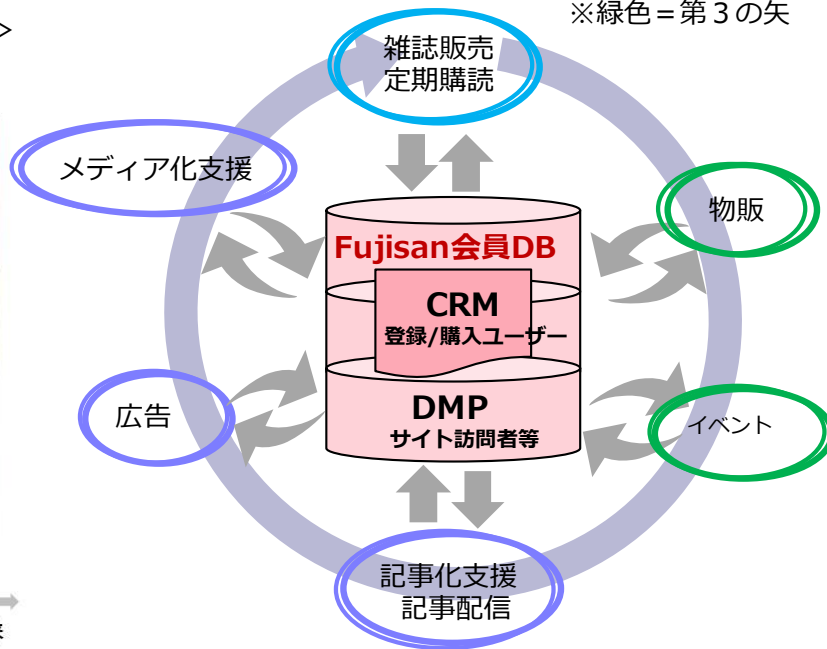 ※緑色=第３の矢
>
雑誌販売
定期購読
メディア化支援
物販
Fujisan会員DB
CRM
登録/購入ユーザー
DMP
サイト訪問者等
広告
イベント
記事化支援
記事配信